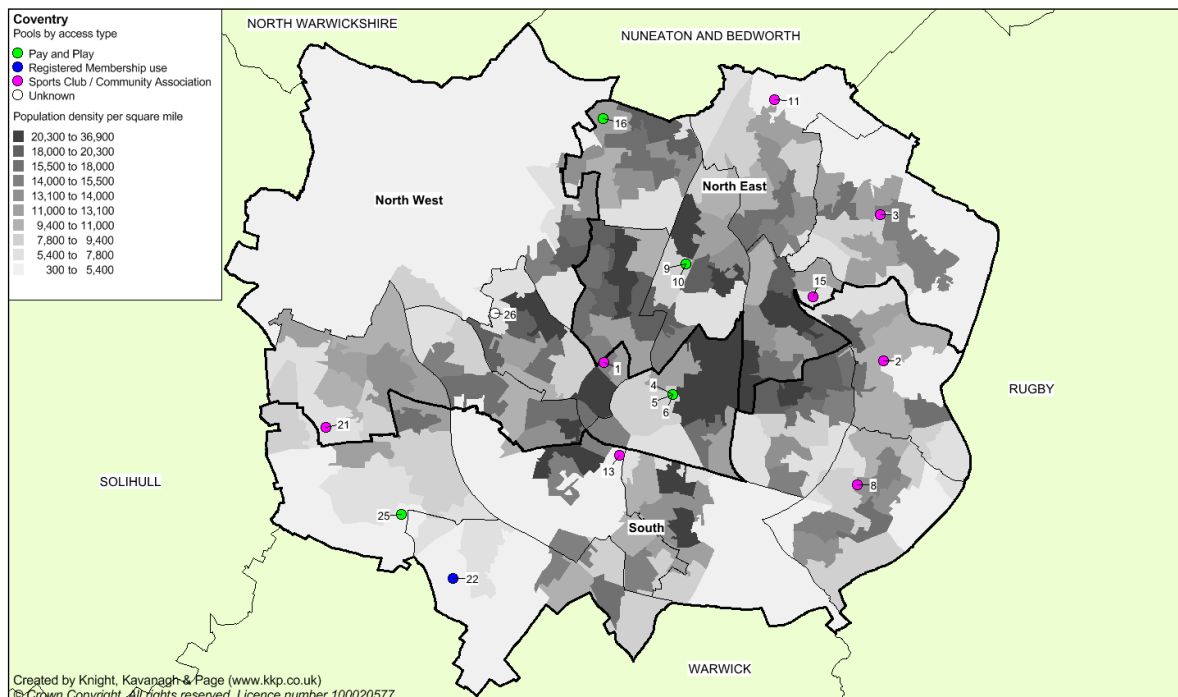 Coventry
Pools by access type
Pay and Play
Registered Membership use
Sports Club / Community Association
Unknown
Population density per square mile
20,300 to 36,900
18,000 to 20,300
15,500 to 18,000
14,000 to 15,500
13,100 to 14,000
11,000 to 13,100
9,400 to 11,000
7,800 to 9,400
5,400 to 7,800
300 to 5,400
NORTH WARWICKSHIRE
NUNEATON AND BEDWORTH
11
16
North East
North West
3
9
10
15
26
1
2
4
5
6
RUGBY
21
13
SOLIHULL
8
25
South
22
WARWICK
Created by Knight, Kavanagh & Page (www.kkp.co.uk)
© Crown Copyright. All rights reserved. Licence number 100020577